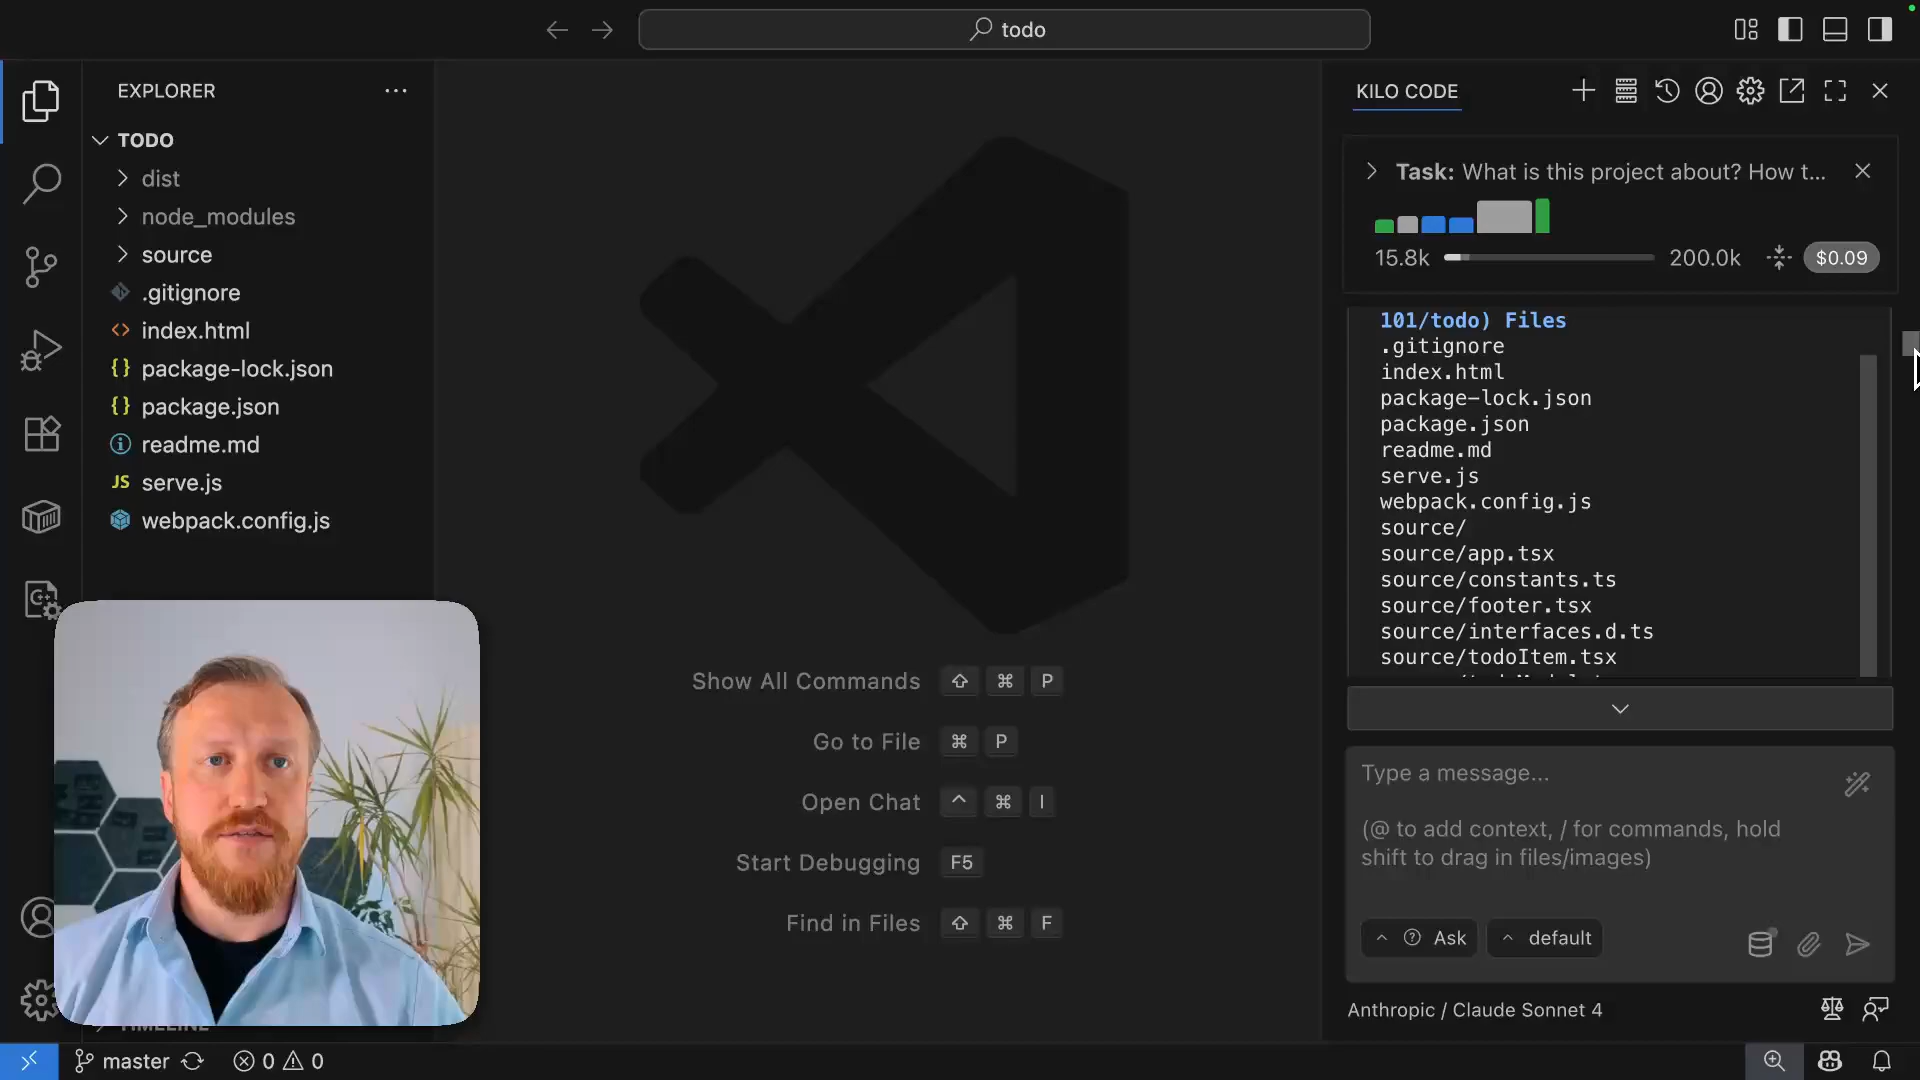 todo
EXPLORER
TODO
dist
node_modules
source
.gitignore
index.html
package-lock.json
package.json
readme.md
JS serve.js
webpack.config.js
Show All Commands ⇧ ⌘ P
Go to File ⌘ P
Open Chat ^ ⌘ I
Start Debugging F5
Find in Files ⇧ ⌘ F
KILO CODE
Task: What is this project about? How t...
15.8k 200.0k $0.09
101/todo) Files
.gitignore
index.html
package-lock.json
package.json
readme.md
serve.js
webpack.config.js
source/
source/app.tsx
source/constants.ts
source/footer.tsx
source/interfaces.d.ts
source/todoItem.tsx
Type a message...
(@ to add context, / for commands, hold
shift to drag in files/images)
Ask default
Anthropic / Claude Sonnet 4
TIMELINE
master 0 0